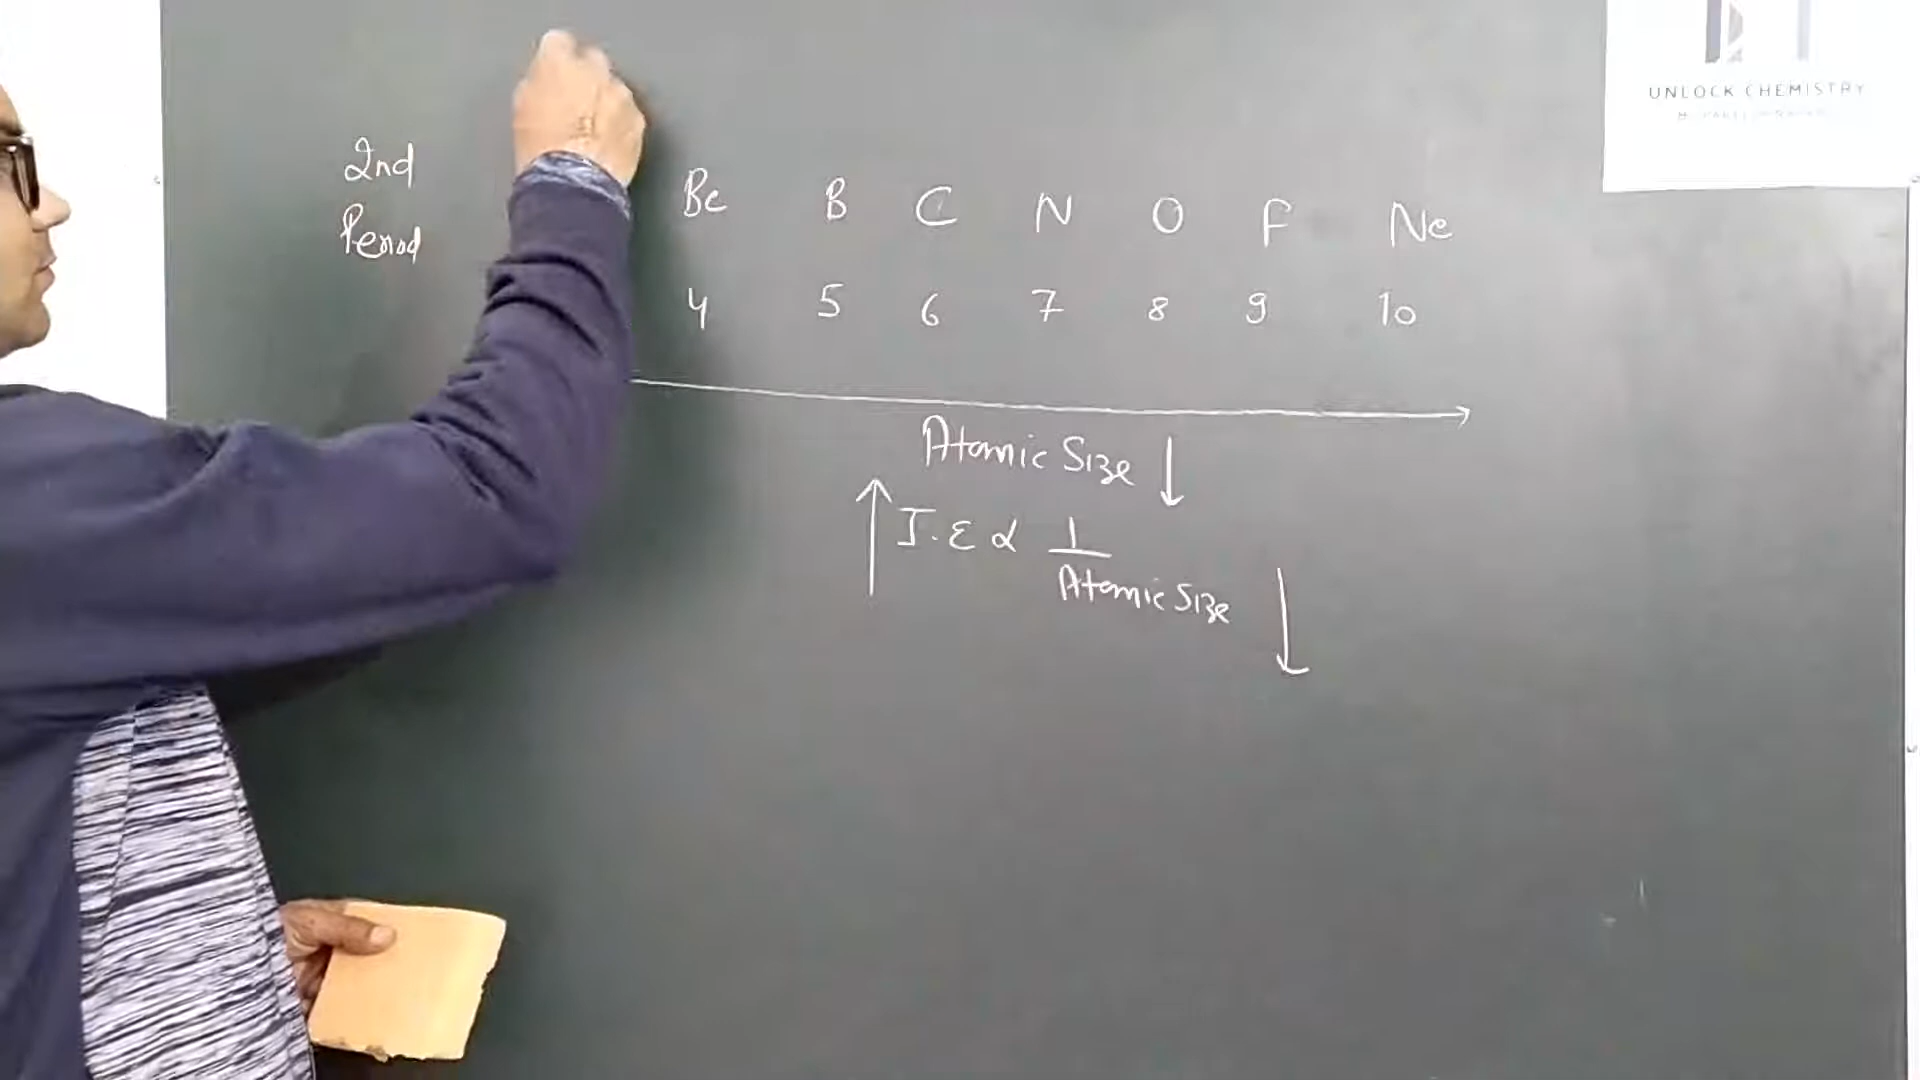 UNLOCK CHEMISTRY
2nd
Period
Be B C N O F Ne
4 5 6 7 8 9 10
Atomic Size ↓
↑ I.E ∝ 1
Atomic Size ↓